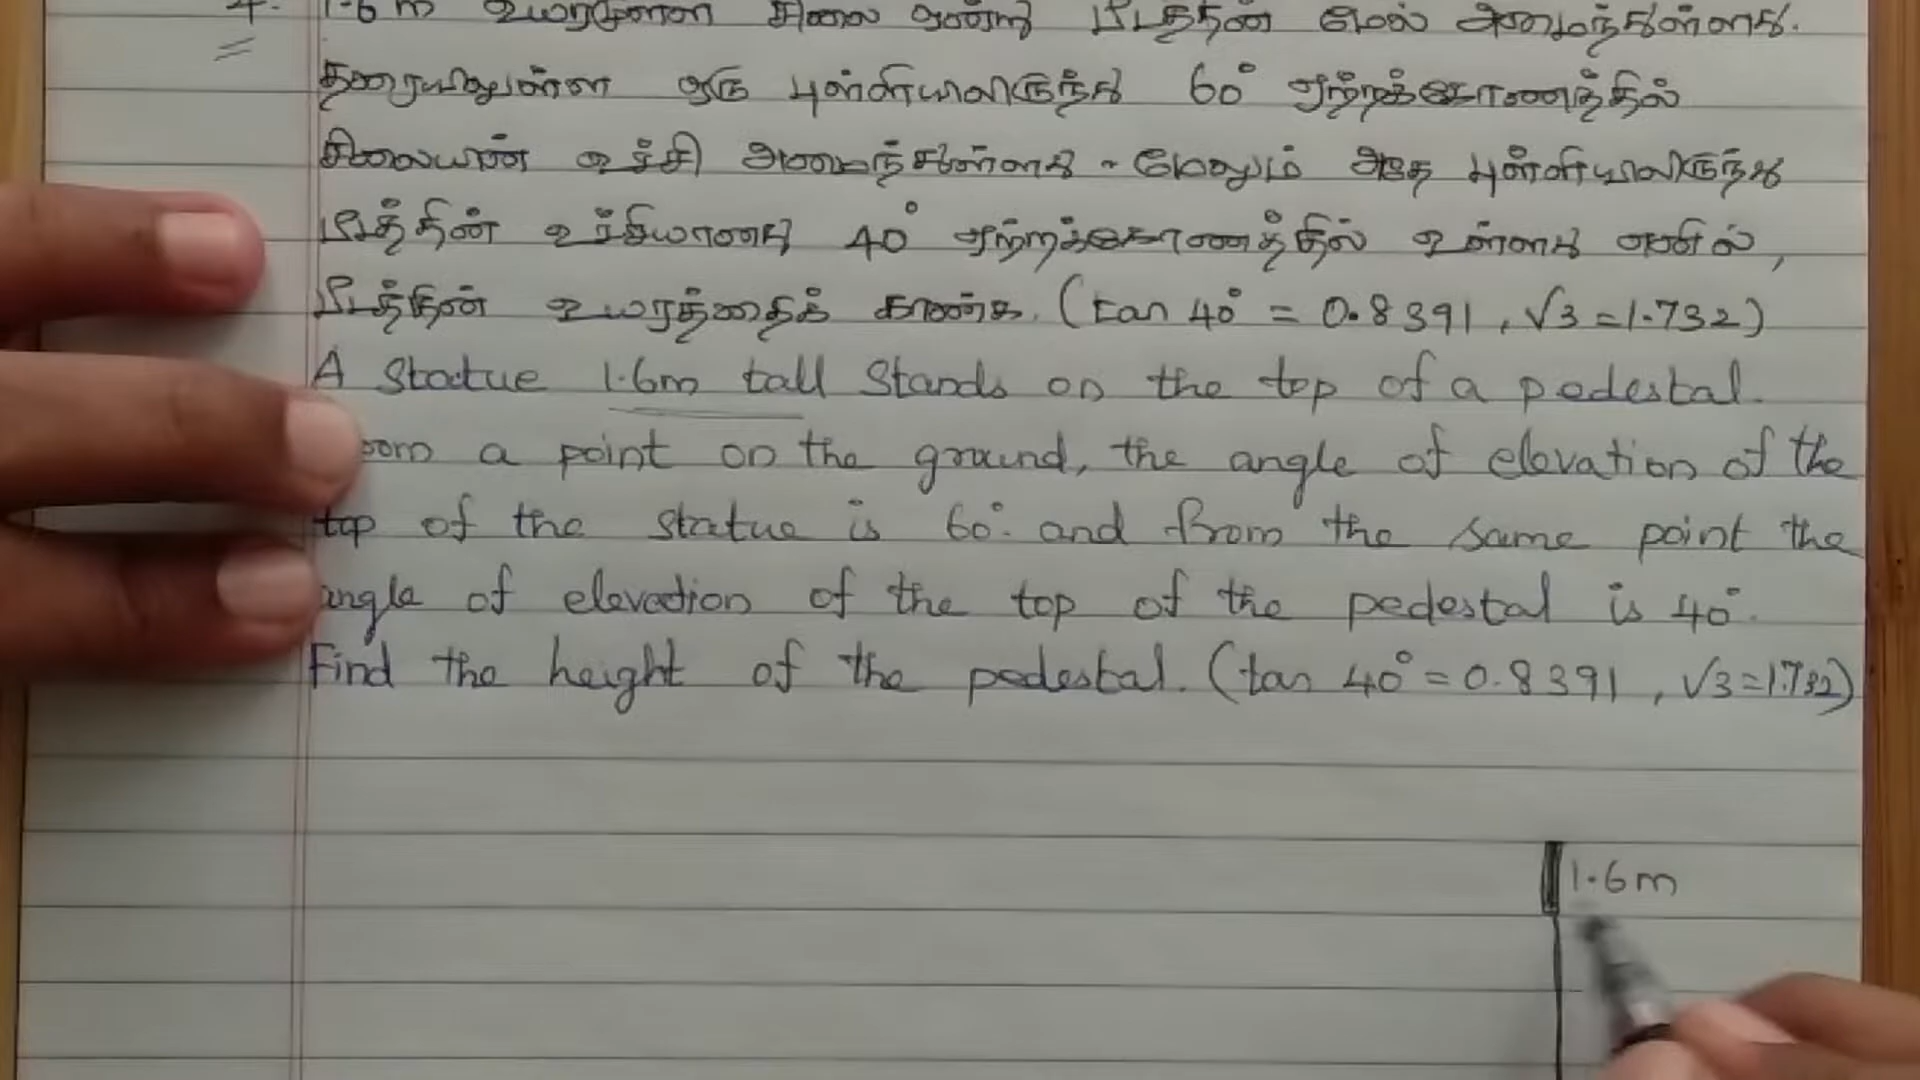 4. 1.6 m உயரமுள்ள சிலை ஒன்று பீடத்தின் மேல் அமைந்துள்ளது.
தரையிலுள்ள ஒரு புள்ளியிலிருந்து 60° ஏற்றக்கோணத்தில்
சிலையின் உச்சி அமைந்துள்ளது. மேலும் அதே புள்ளியிலிருந்து
பீடத்தின் உச்சியானது 40° ஏற்றக்கோணத்தில் உள்ளது எனில்,
பீடத்தின் உயரத்தைக் காண்க. (tan 40° = 0.8391, √3 = 1.732)
A Statue 1.6m tall Stands on the top of a pedestal.
a point on the ground, the angle of elevation of the
top of the statue is 60° and from the same point the
angle of elevation of the top of the pedestal is 40°.
Find the height of the pedestal. (tan 40° = 0.8391, √3 = 1.732)
1.6m